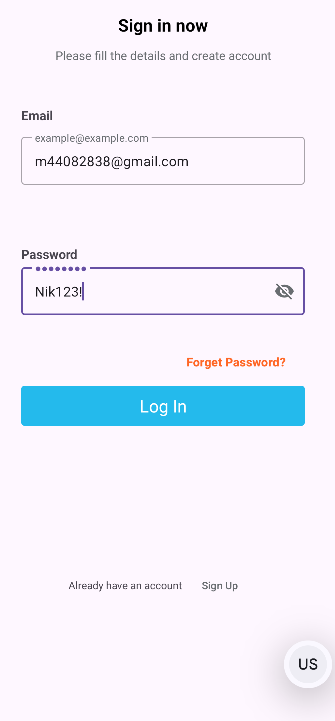 Sign in now
Please fill the details and create account
Email
example@example.com
m44082838@gmail.com
Password
••••••••
Nik123!
Forget Password?
Log In
Already have an account Sign Up
US